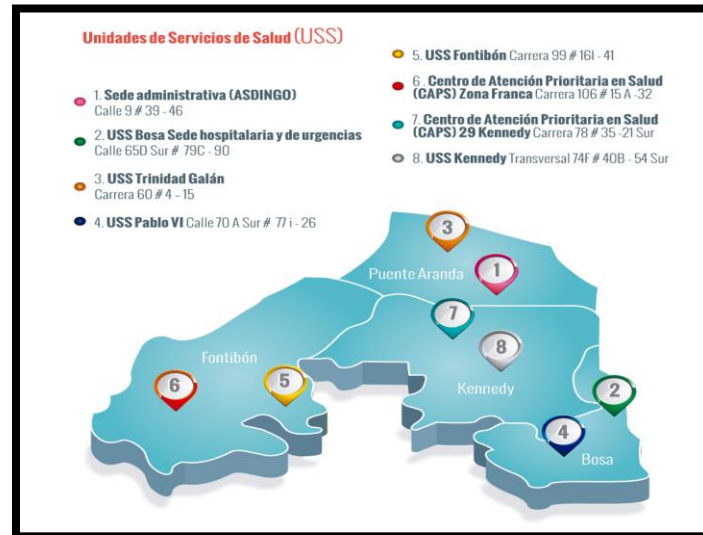 Unidades de Servicios de Salud (USS)
1. Sede administrativa (ASDINGO)
Calle 9 # 39 - 46
2. USS Bosa Sede hospitalaria y de urgencias
Calle 65D Sur # 79C - 90
3. USS Trinidad Galán
Carrera 60 # 4 - 15
4. USS Pablo VI Calle 70 A Sur # 77 i - 26
5. USS Fontibón Carrera 99 # 16I - 41
6. Centro de Atención Prioritaria en Salud
(CAPS) Zona Franca Carrera 106 # 15 A -32
7. Centro de Atención Prioritaria en Salud
(CAPS) 29 Kennedy Carrera 78 # 35 -21 Sur
8. USS Kennedy Transversal 74F # 40B - 54 Sur
3
Puente Aranda
1
7
8
Fontibón
6
5
Kennedy
2
4
Bosa